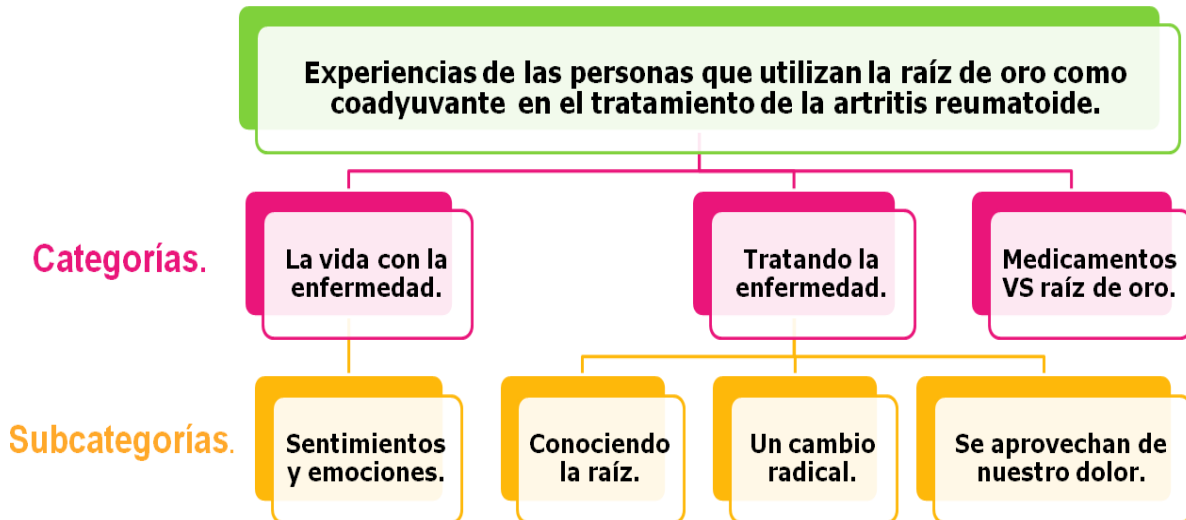 Experiencias de las personas que utilizan la raíz de oro como
coadyuvante en el tratamiento de la artritis reumatoide.
Categorías.
La vida con la
enfermedad.
Tratando la
enfermedad.
Medicamentos
VS raíz de oro.
Subcategorías.
Sentimientos
y emociones.
Conociendo
la raíz.
Un cambio
radical.
Se aprovechan de
nuestro dolor.